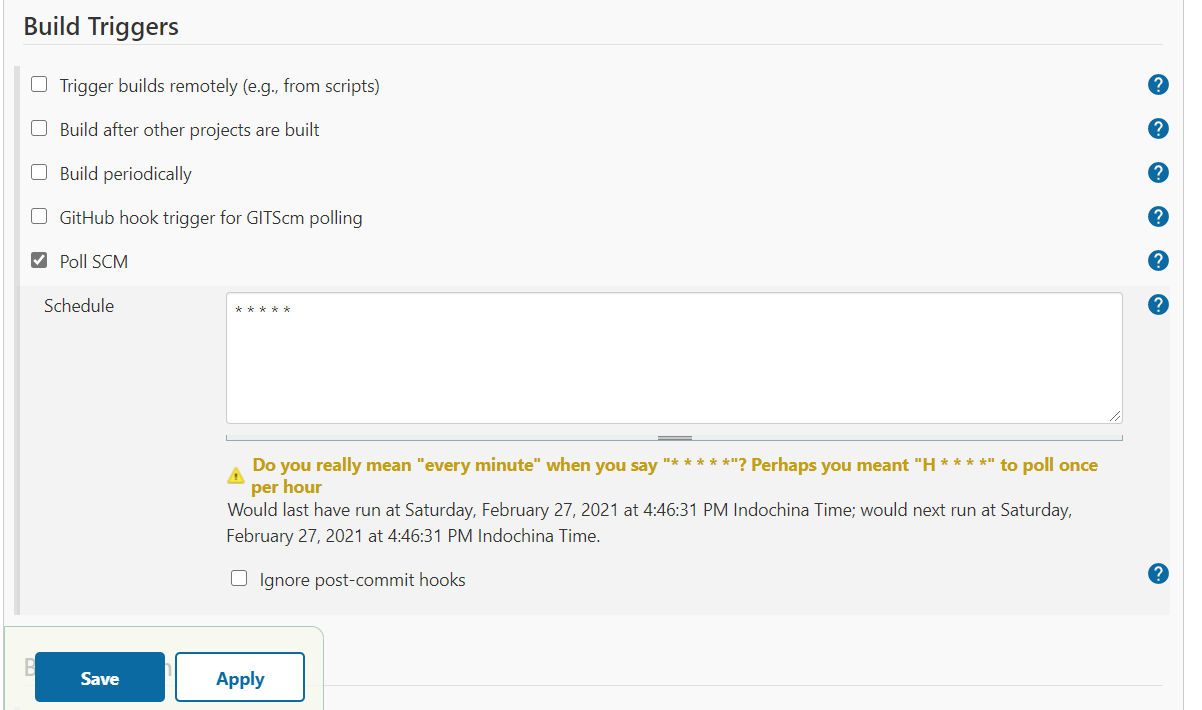 Build Triggers
Trigger builds remotely (e.g., from scripts)
Build after other projects are built
Build periodically
GitHub hook trigger for GITScm polling
Poll SCM
Schedule
* * * * *
Do you really mean "every minute" when you say "* * * * *"? Perhaps you meant "H * * * *" to poll once
per hour
Would last have run at Saturday, February 27, 2021 at 4:46:31 PM Indochina Time; would next run at Saturday,
February 27, 2021 at 4:46:31 PM Indochina Time.
Ignore post-commit hooks
Save
Apply